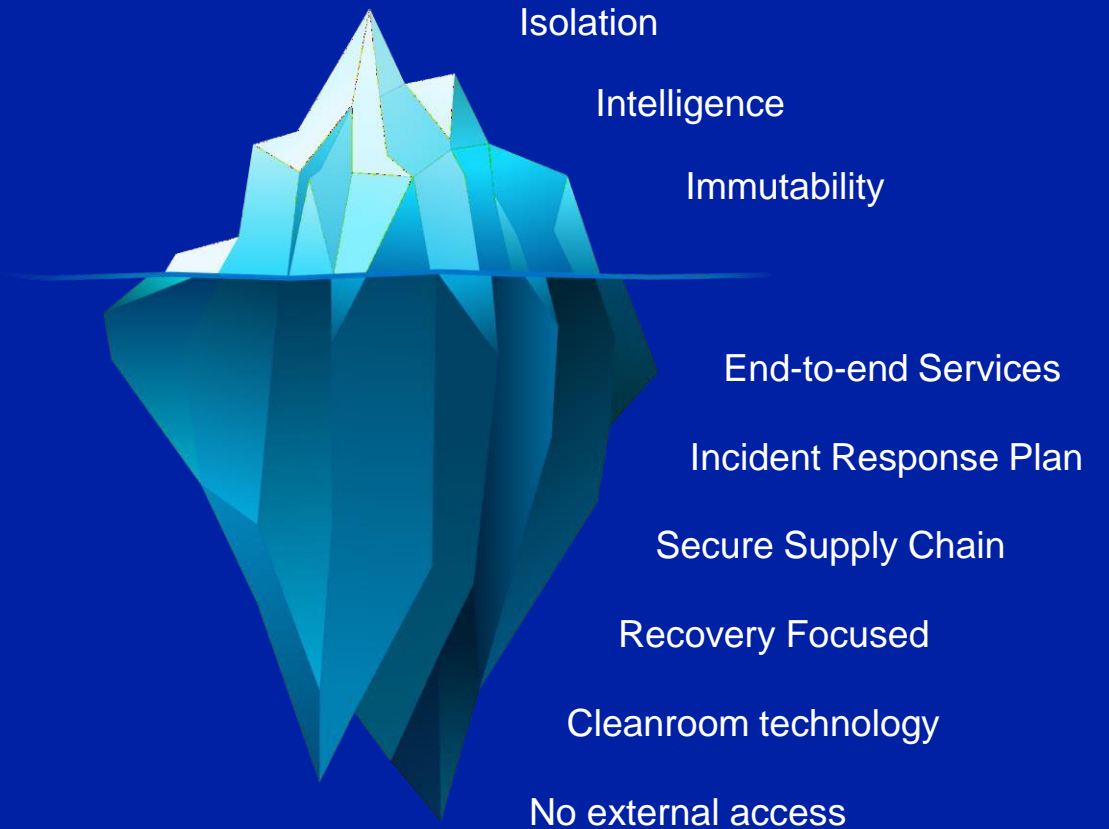 Isolation
Intelligence
Immutability
End-to-end Services
Incident Response Plan
Secure Supply Chain
Recovery Focused
Cleanroom technology
No external access